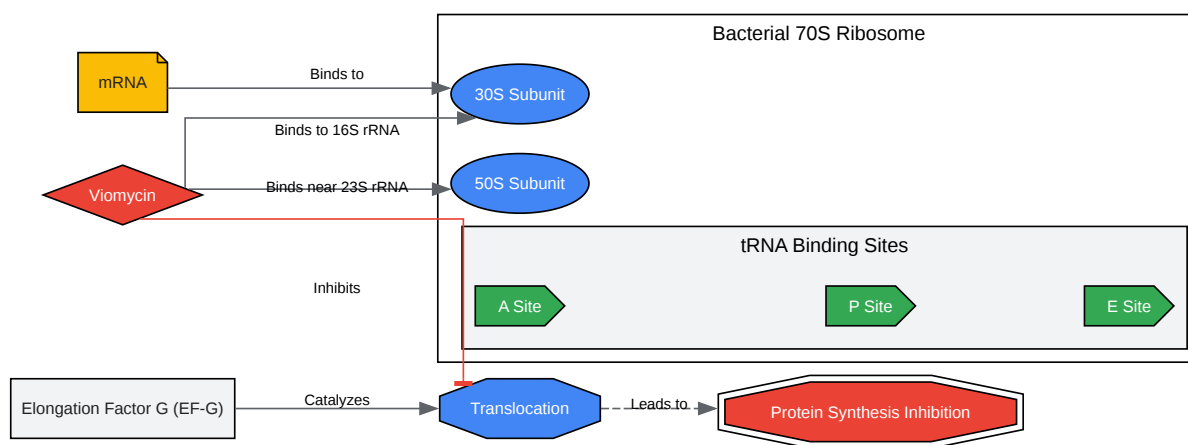 Bacterial 70S Ribosome
mRNA
Binds to
30S Subunit
Binds to 16S rRNA
Viomycin
Binds near 23S rRNA
50S Subunit
tRNA Binding Sites
Inhibits
A Site
P Site
E Site
Elongation Factor G (EF-G)
Catalyzes
Translocation
Leads to
Protein Synthesis Inhibition